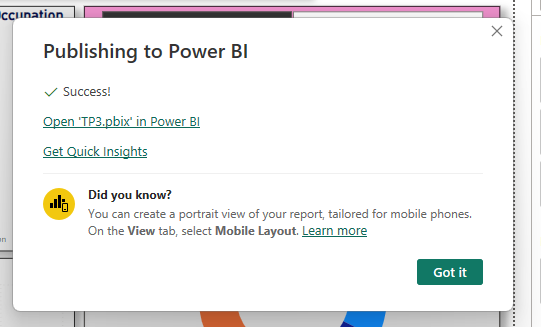 Occupation
Publishing to Power BI
Success!
Open 'TP3.pbix' in Power BI
Get Quick Insights
Did you know?
You can create a portrait view of your report, tailored for mobile phones.
On the View tab, select Mobile Layout. Learn more
Got it